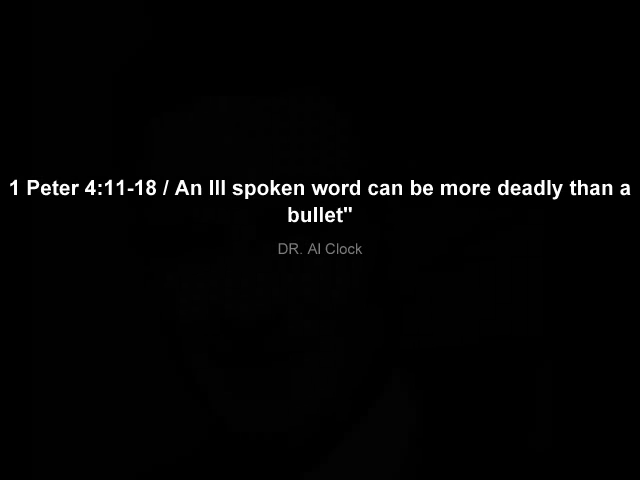 1 Peter 4:11-18 / An Ill spoken word can be more deadly than a
bullet"
DR. Al Clock